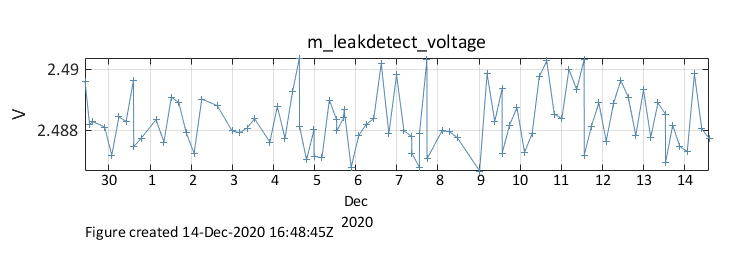 m_leakdetect_voltage
2.49
V
2.488
30 1 2 3 4 5 6 7 8 9 10 11 12 13 14
Dec
2020
Figure created 14-Dec-2020 16:48:45Z